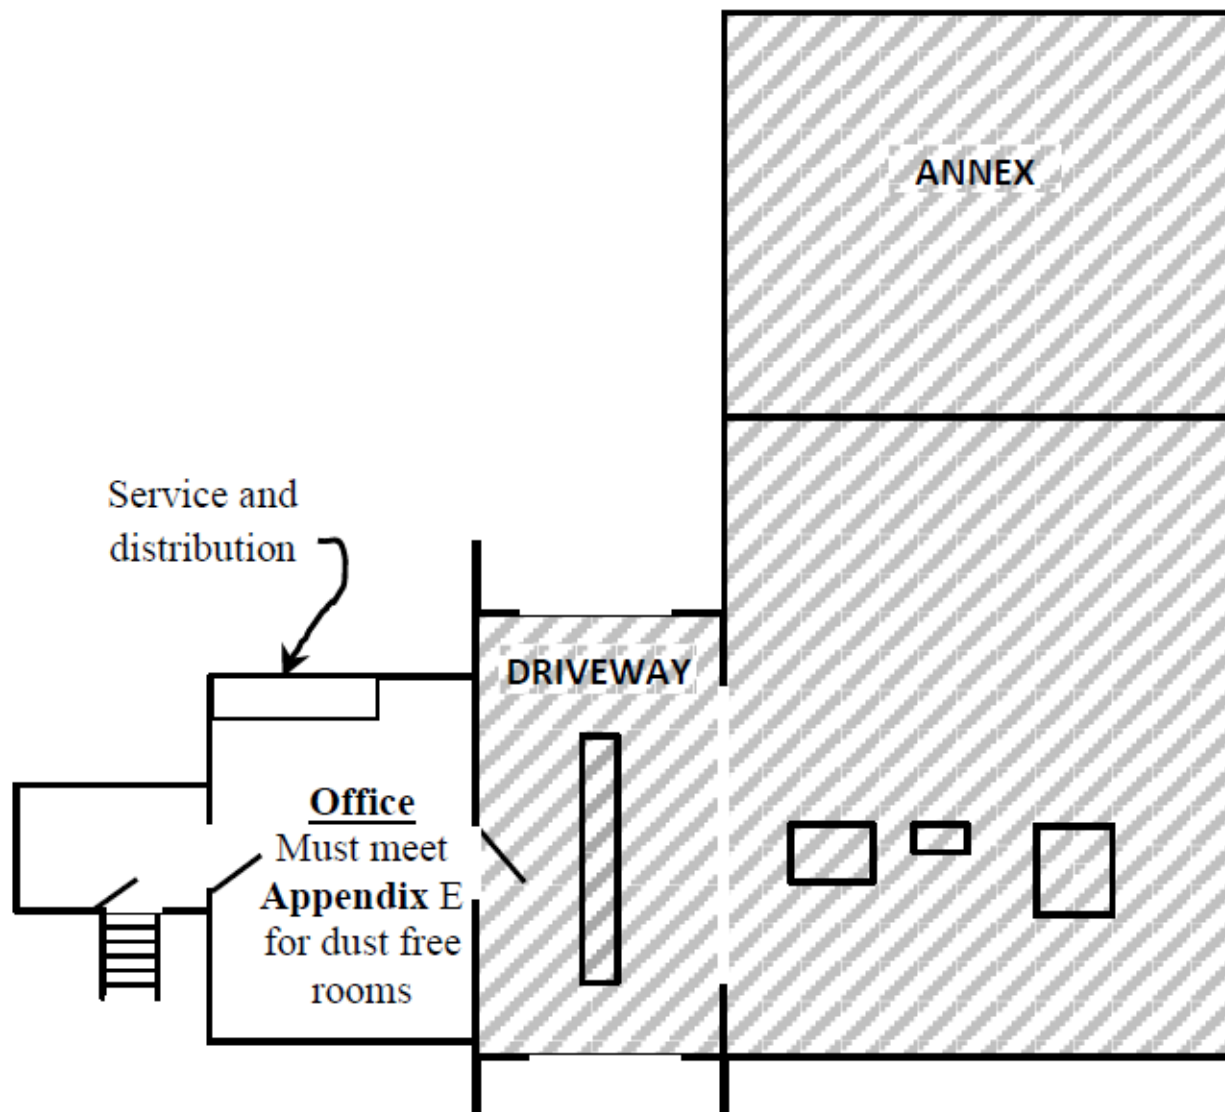 ANNEX
Service and
distribution
DRIVEWAY
Office
Must meet
Appendix E
for dust free
rooms